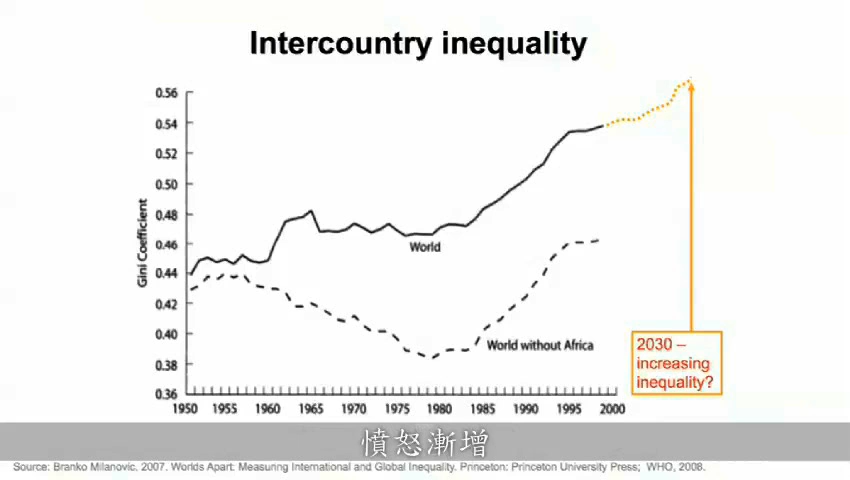 Intercountry inequality
0.56
0.54
0.52
0.50
0.48
0.46
0.44
0.42
0.40
0.38
0.36
Gini Coefficient
World
World without Africa
2030 –
increasing
inequality?
1950 1955 1960 1965 1970 1975 1980 1985 1990 1995 2000
憤怒漸增
Source: Branko Milanovic. 2007. Worlds Apart: Measuring International and Global Inequality. Princeton: Princeton University Press; WHO, 2008.